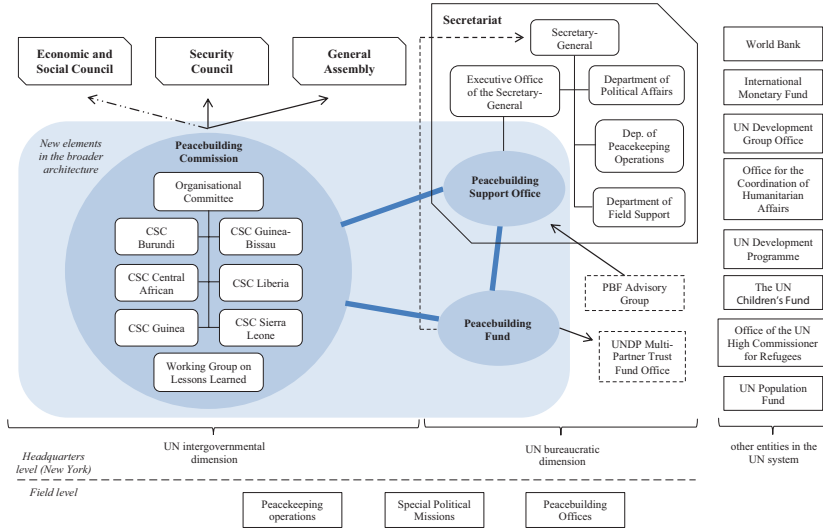 Economic and
Social Council
Security
Council
General
Assembly
Secretariat
Secretary-
General
Executive Office
of the Secretary-
General
Department of
Political Affairs
Dep. of
Peacekeeping
Operations
Department of
Field Support
World Bank
International
Monetary Fund
UN Development
Group Office
Office for the
Coordination of
Humanitarian
Affairs
UN Development
Programme
The UN
Children's Fund
Office of the UN
High Commissioner
for Refugees
UN Population
Fund
New elements
in the broader
architecture
Peacebuilding
Commission
Organisational
Committee
CSC
Burundi
CSC Guinea-
Bissau
CSC Central
African
CSC Liberia
CSC Guinea
CSC Sierra
Leone
Working Group on
Lessons Learned
Peacebuilding
Support Office
Peacebuilding
Fund
PBF Advisory
Group
UNDP Multi-
Partner Trust
Fund Office
UN intergovernmental
dimension
UN bureaucratic
dimension
other entities in the
UN system
Headquarters
level (New York)
Field level
Peacekeeping
operations
Special Political
Missions
Peacebuilding
Offices